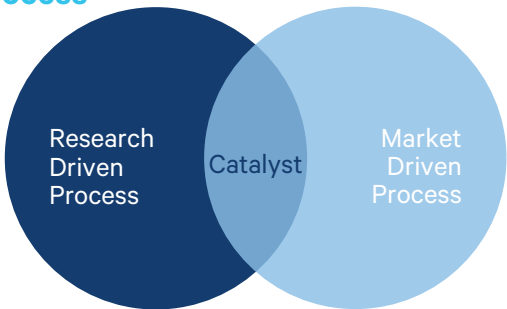 Research
Driven
Process
Catalyst
Market
Driven
Process